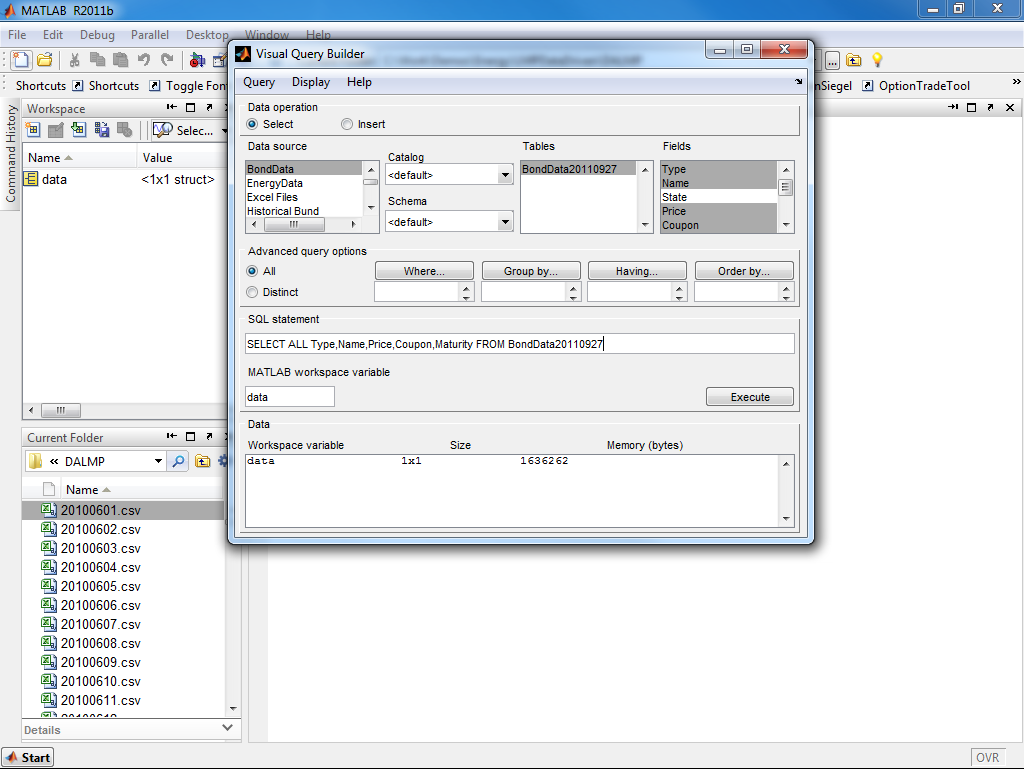 MATLAB R2011b
File Edit Debug Parallel Desktop Window Help
Shortcuts Shortcuts Toggle Fon
nSiegel OptionTradeTool
Command History
Workspace
Selec...
Name Value
data <1x1 struct>
Current Folder
« DALMP
Name
20100601.csv
20100602.csv
20100603.csv
20100604.csv
20100605.csv
20100606.csv
20100607.csv
20100608.csv
20100609.csv
20100610.csv
20100611.csv
Details
Start
OVR
Visual Query Builder
Query Display Help
Data operation
Select Insert
Data source
BondData
EnergyData
Excel Files
Historical Bund
Catalog
<default>
Schema
<default>
Tables
BondData20110927
Fields
Type
Name
State
Price
Coupon
Advanced query options
All
Distinct
Where... Group by... Having... Order by...
SQL statement
SELECT ALL Type,Name,Price,Coupon,Maturity FROM BondData20110927
MATLAB workspace variable
data
Execute
Data
Workspace variable Size Memory (bytes)
data 1x1 1636262